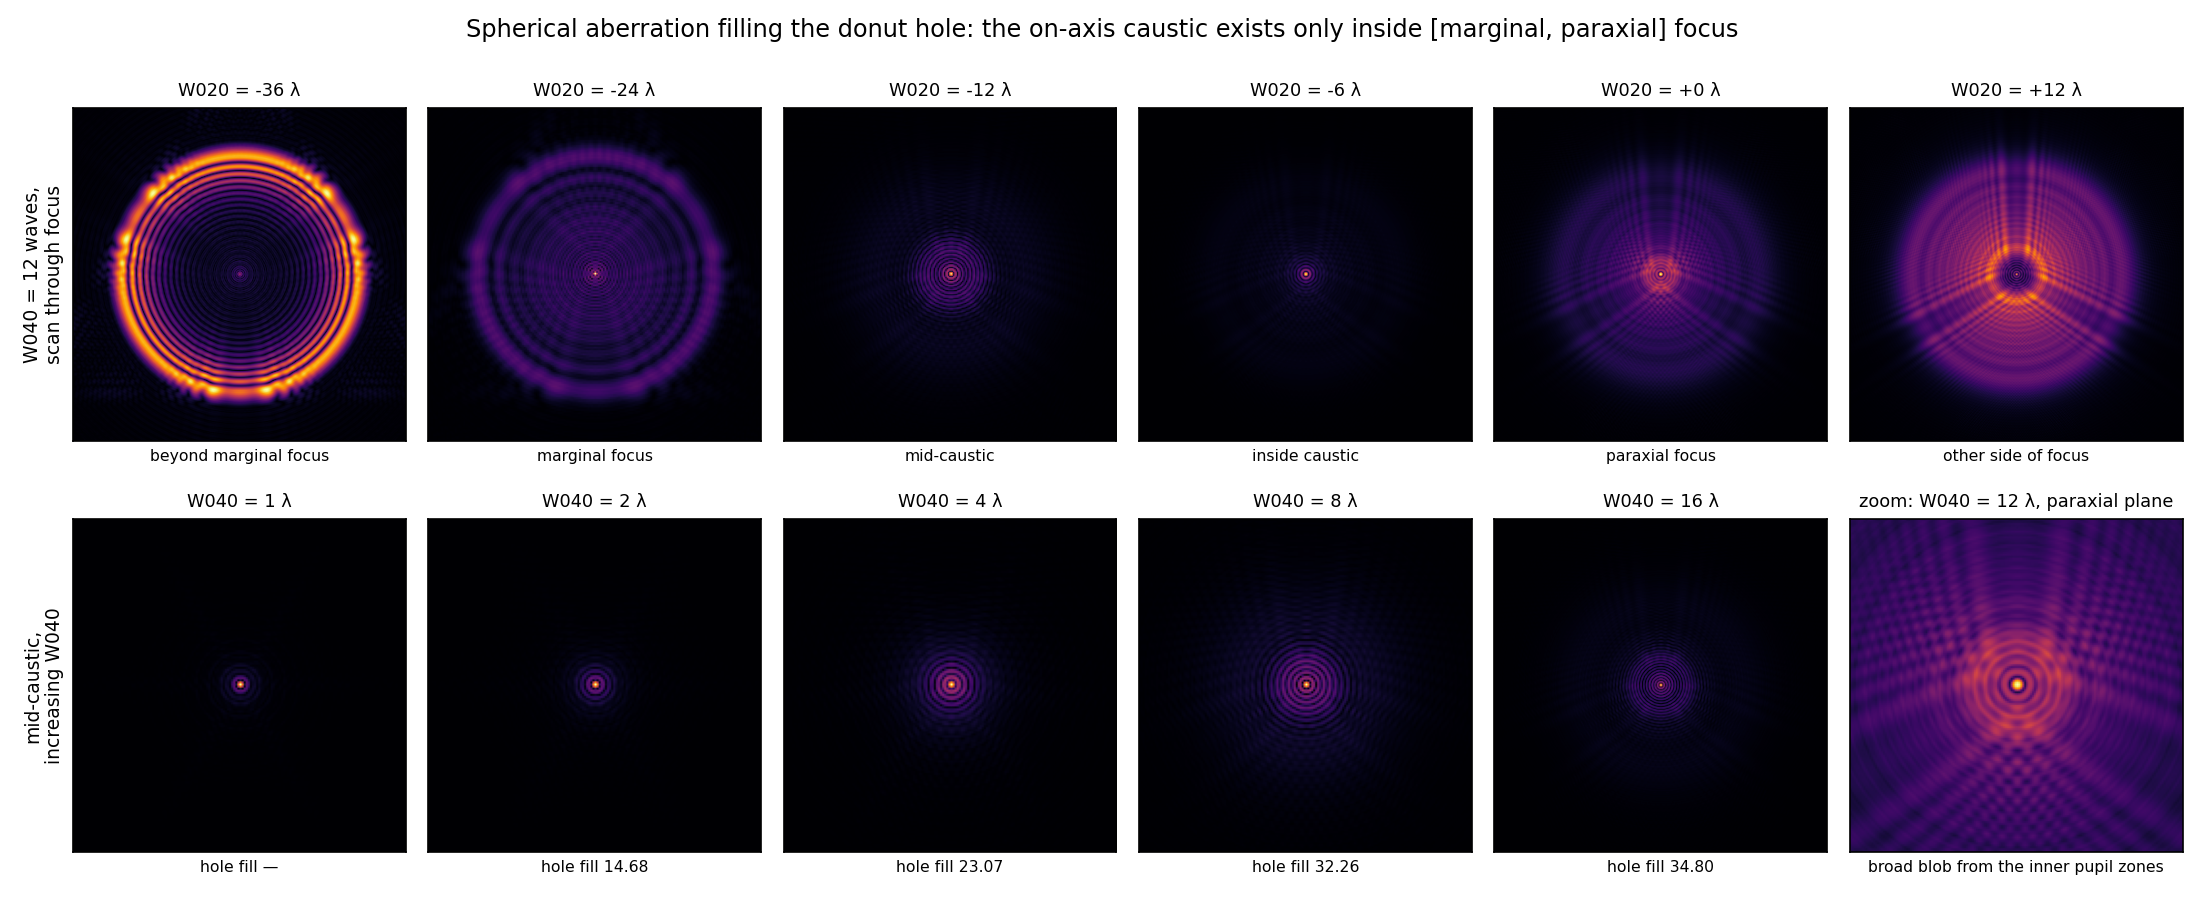 Spherical aberration filling the donut hole: the on-axis caustic exists only inside [marginal, paraxial] focus
W040 = 12 waves,
scan through focus
W020 = -36 λ
beyond marginal focus
W020 = -24 λ
marginal focus
W020 = -12 λ
mid-caustic
W020 = -6 λ
inside caustic
W020 = +0 λ
paraxial focus
W020 = +12 λ
other side of focus
mid-caustic,
increasing W040
W040 = 1 λ
hole fill —
W040 = 2 λ
hole fill 14.68
W040 = 4 λ
hole fill 23.07
W040 = 8 λ
hole fill 32.26
W040 = 16 λ
hole fill 34.80
zoom: W040 = 12 λ, paraxial plane
broad blob from the inner pupil zones